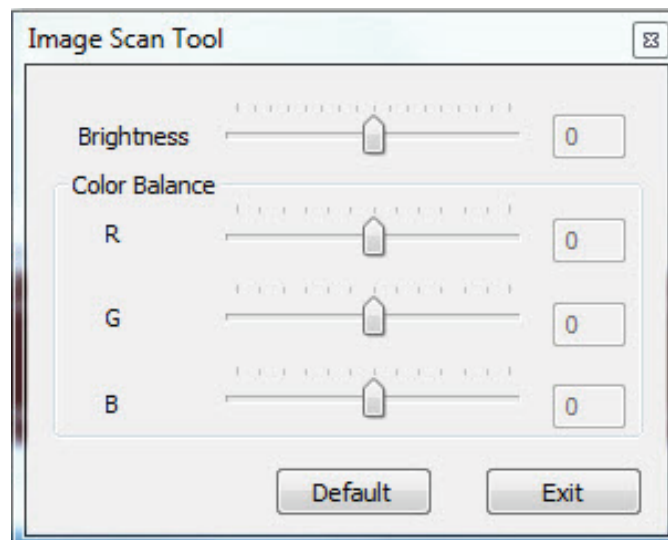 Image Scan Tool
Brightness 0
Color Balance
R 0
G 0
B 0
Default Exit